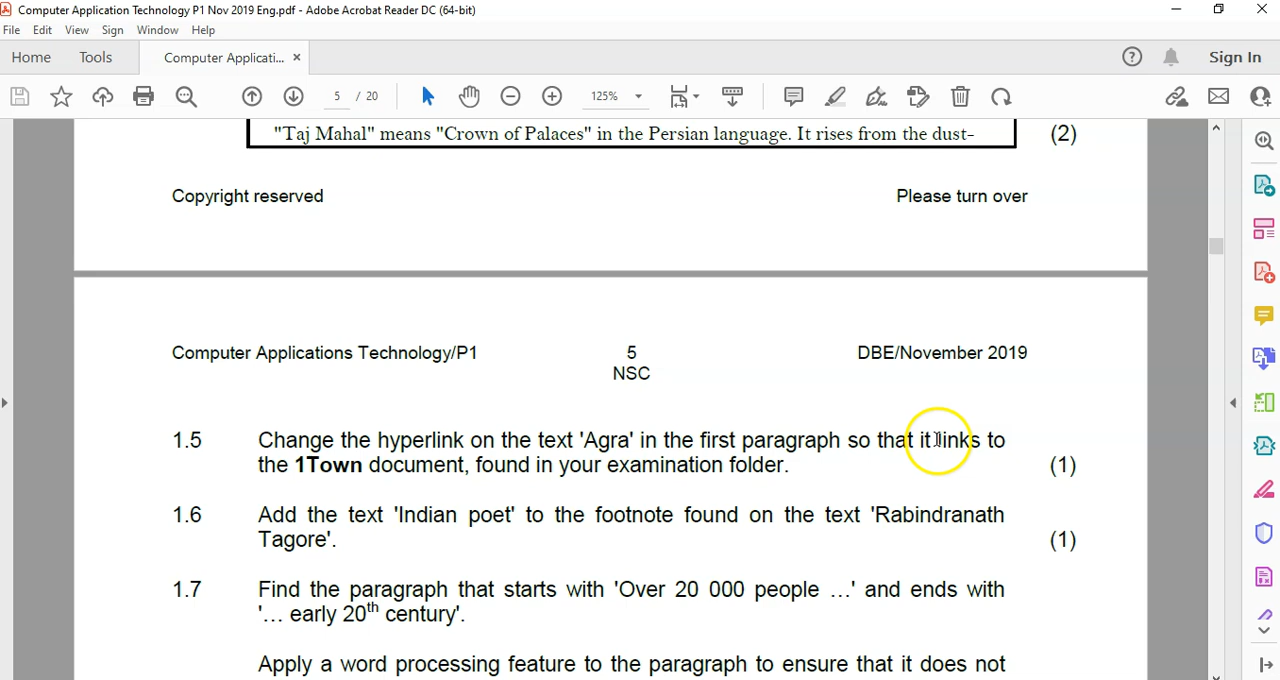 Computer Application Technology P1 Nov 2019 Eng.pdf - Adobe Acrobat Reader DC (64-bit)
File Edit View Sign Window Help
Home Tools Computer Applicati... × Sign In
5 / 20 125%
"Taj Mahal" means "Crown of Palaces" in the Persian language. It rises from the dust- (2)
Copyright reserved Please turn over
Computer Applications Technology/P1 5 DBE/November 2019
NSC
1.5 Change the hyperlink on the text 'Agra' in the first paragraph so that it links to
the 1Town document, found in your examination folder. (1)
1.6 Add the text 'Indian poet' to the footnote found on the text 'Rabindranath
Tagore'. (1)
1.7 Find the paragraph that starts with 'Over 20 000 people ...' and ends with
'... early 20th century'.
Apply a word processing feature to the paragraph to ensure that it does not